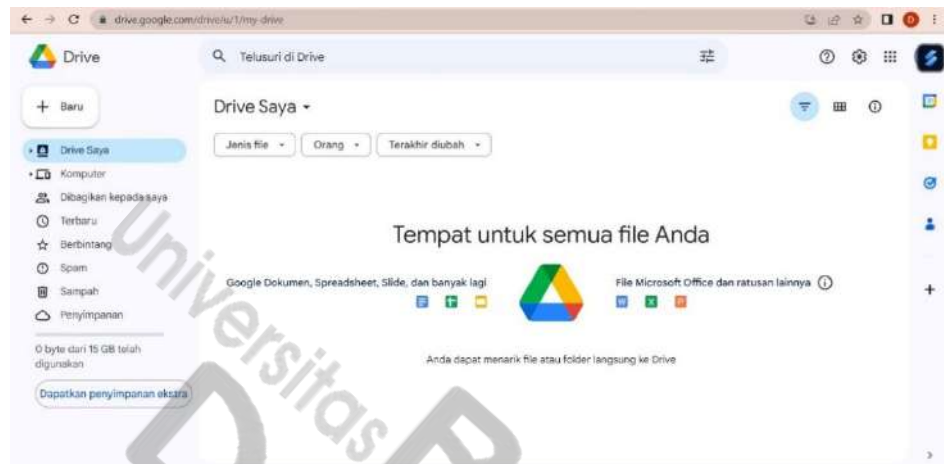 drive.google.com/drive/u/1/my-drive
Drive
Telusuri di Drive
Baru
Drive Saya
Komputer
Dibagikan kepada saya
Terbaru
Berbintang
Spam
Sampah
Penyimpanan
0 byte dari 15 GB telah
digunakan
Dapatkan penyimpanan ekstra
Drive Saya
Jenis file
Orang
Terakhir diubah
Tempat untuk semua file Anda
Google Dokumen, Spreadsheet, Slide, dan banyak lagi
File Microsoft Office dan ratusan lainnya
Anda dapat menarik file atau folder langsung ke Drive
Universitas